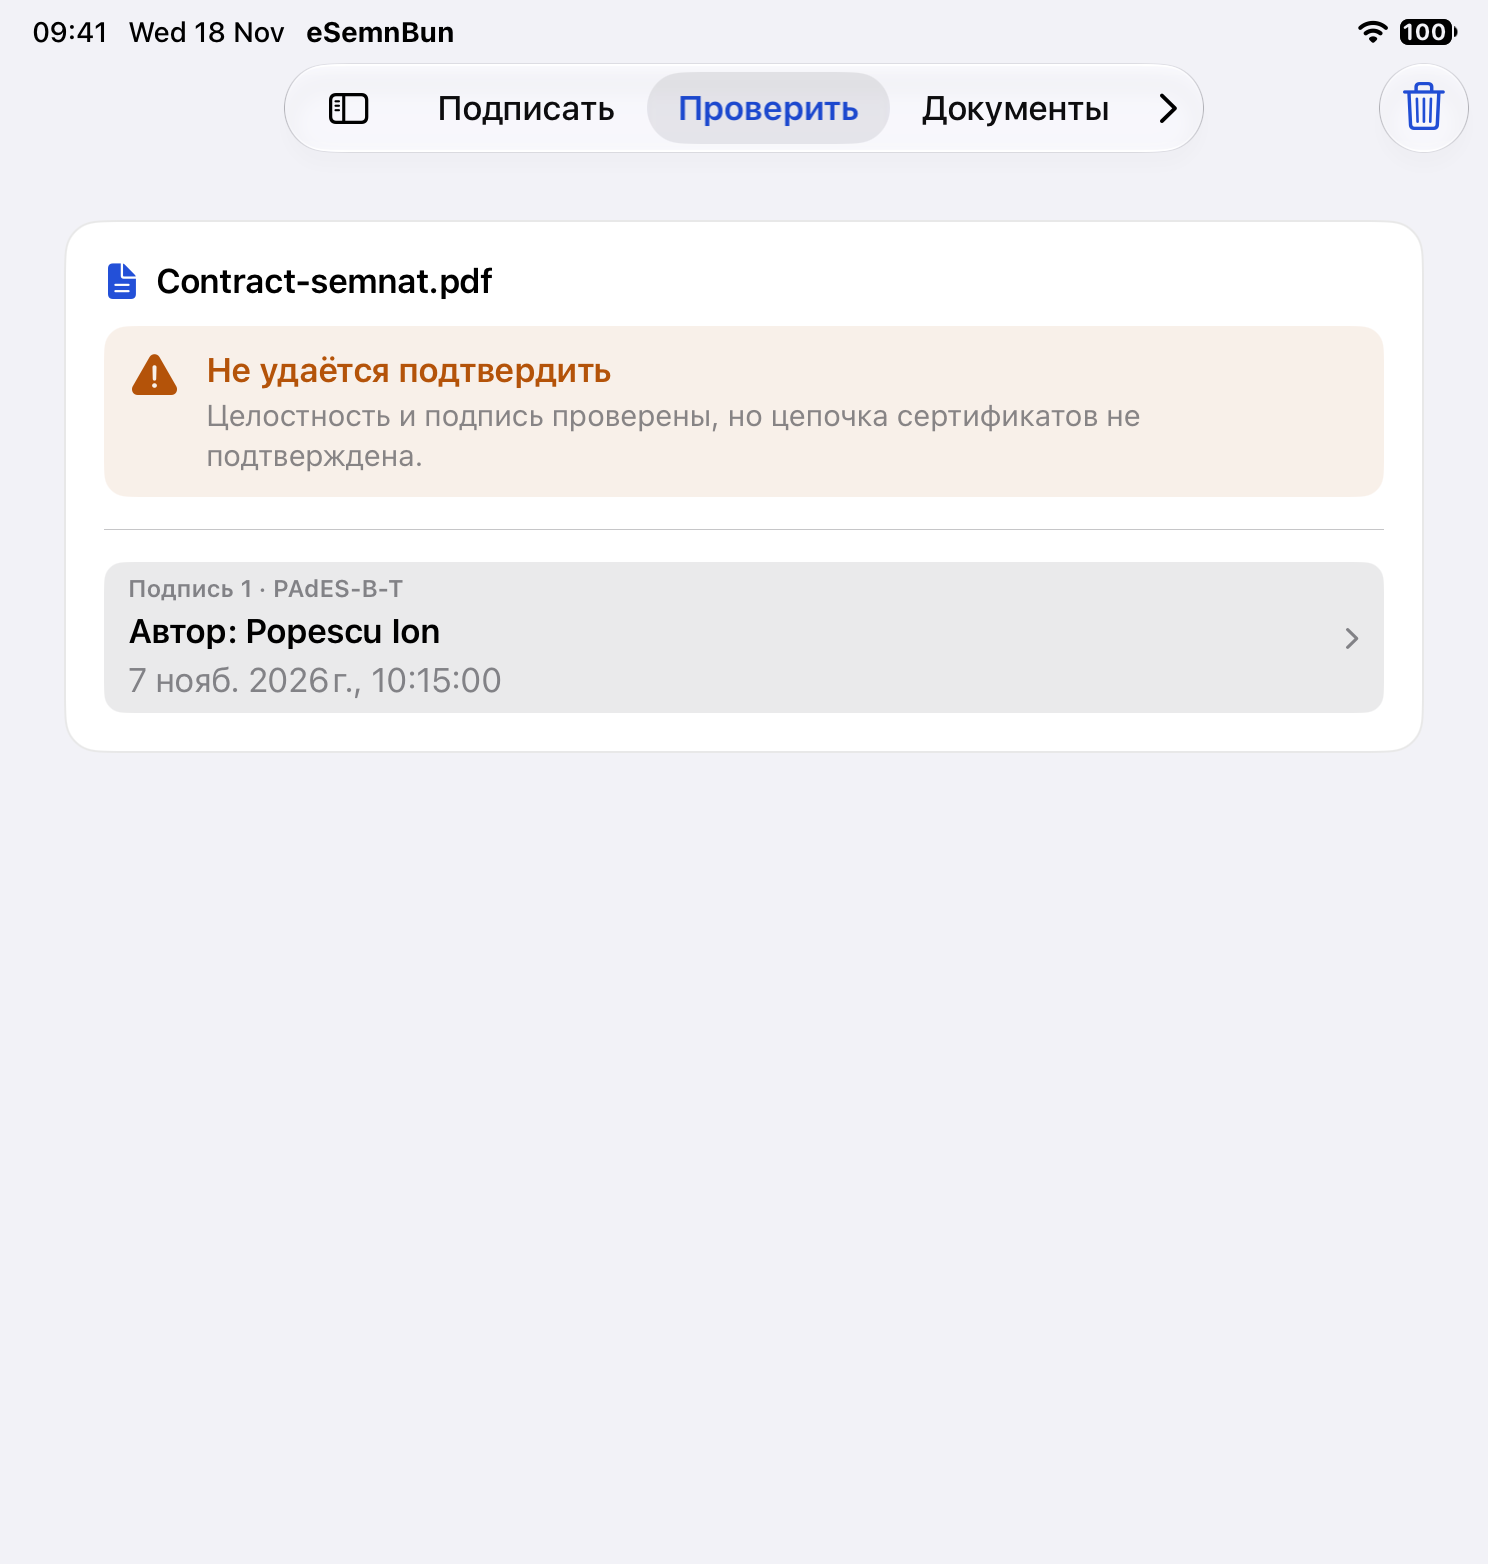 09:41 Wed 18 Nov eSemnBun 100
Подписать Проверить Документы
Contract-semnat.pdf
Не удаётся подтвердить
Целостность и подпись проверены, но цепочка сертификатов не
подтверждена.
Подпись 1 · PAdES-B-T
Автор: Popescu Ion
7 нояб. 2026 г., 10:15:00